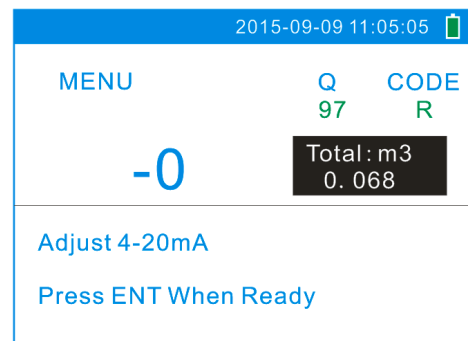 2015-09-09 11:05:05
MENU Q CODE
97 R
-0 Total: m3
0. 068
Adjust 4-20mA
Press ENT When Ready